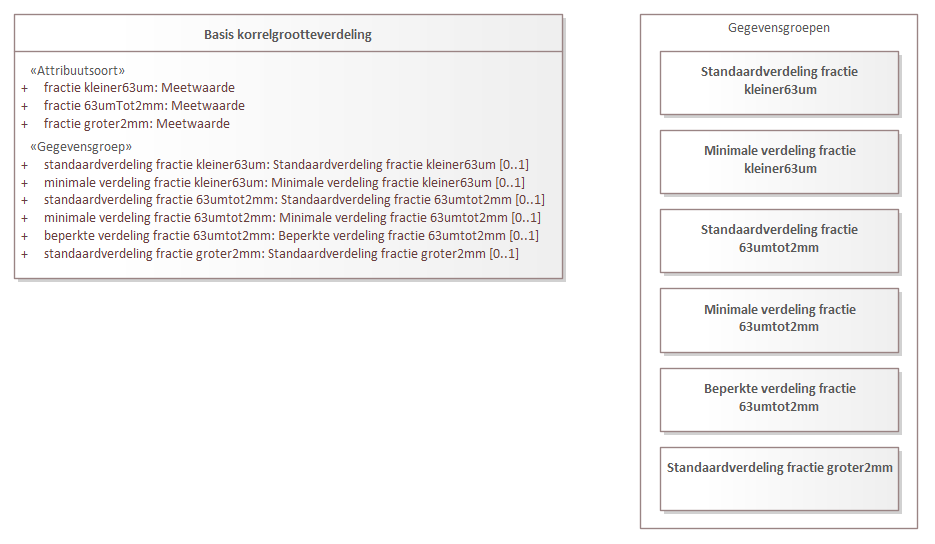 Basis korrelgrootteverdeling
«Attribuutsoort»
+ fractie kleiner63um: Meetwaarde
+ fractie 63umTot2mm: Meetwaarde
+ fractie groter2mm: Meetwaarde
«Gegevensgroep»
+ standaardverdeling fractie kleiner63um: Standaardverdeling fractie kleiner63um [0..1]
+ minimale verdeling fractie kleiner63um: Minimale verdeling fractie kleiner63um [0..1]
+ standaardverdeling fractie 63umtot2mm: Standaardverdeling fractie 63umtot2mm [0..1]
+ minimale verdeling fractie 63umtot2mm: Minimale verdeling fractie 63umtot2mm [0..1]
+ beperkte verdeling fractie 63umtot2mm: Beperkte verdeling fractie 63umtot2mm [0..1]
+ standaardverdeling fractie groter2mm: Standaardverdeling fractie groter2mm [0..1]
Gegevensgroepen
Standaardverdeling fractie
kleiner63um
Minimale verdeling fractie
kleiner63um
Standaardverdeling fractie
63umtot2mm
Minimale verdeling fractie
63umtot2mm
Beperkte verdeling fractie
63umtot2mm
Standaardverdeling fractie groter2mm